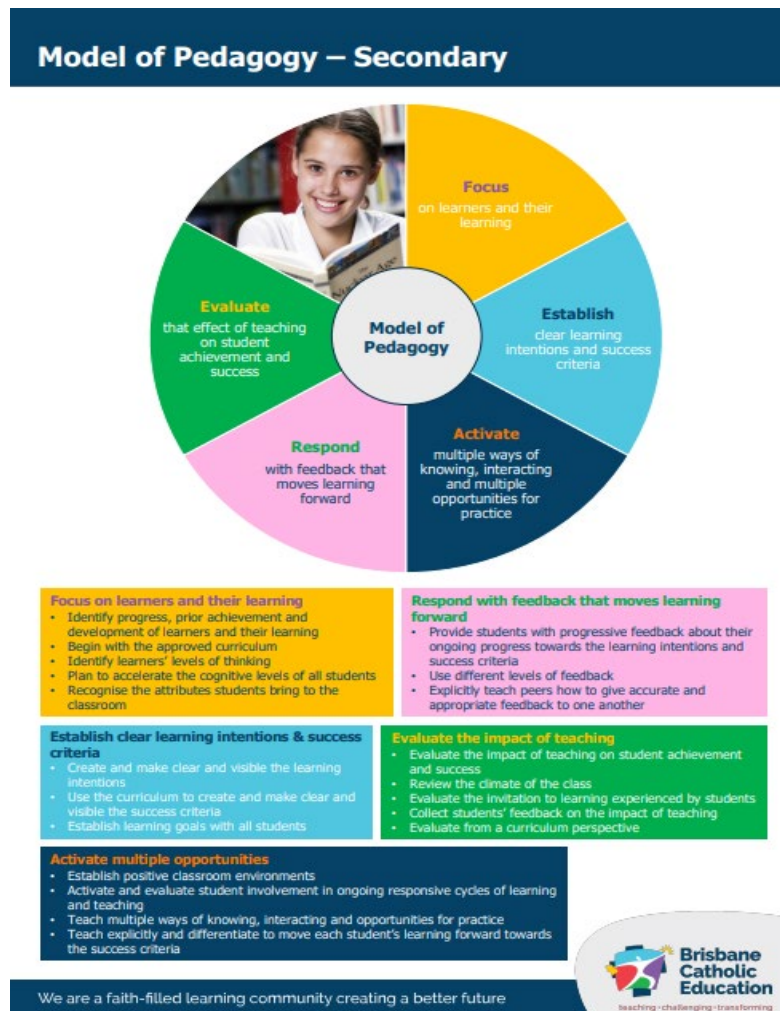 Model of Pedagogy – Secondary
Focus
on learners and their
learning
Establish
clear learning
intentions and success
criteria
Activate
multiple ways of
knowing, interacting
and multiple
opportunities for
practice
Respond
with feedback that
moves learning
forward
Evaluate
that effect of teaching
on student
achievement and
success
Model of
Pedagogy
The
Nuclear Age
Focus on learners and their learning
• Identify progress, prior achievement and
development of learners and their learning
• Begin with the approved curriculum
• Identify learners' levels of thinking
• Plan to accelerate the cognitive levels of all students
• Recognise the attributes students bring to the
classroom
Respond with feedback that moves learning
forward
• Provide students with progressive feedback about their
ongoing progress towards the learning intentions and
success criteria
• Use different levels of feedback
• Explicitly teach peers how to give accurate and
appropriate feedback to one another
Establish clear learning intentions & success
criteria
• Create and make clear and visible the learning
intentions
• Use the curriculum to create and make clear and
visible the success criteria
• Establish learning goals with all students
Evaluate the impact of teaching
• Evaluate the impact of teaching on student achievement
and success
• Review the climate of the class
• Evaluate the invitation to learning experienced by students
• Collect students' feedback on the impact of teaching
• Evaluate from a curriculum perspective
Activate multiple opportunities
• Establish positive classroom environments
• Activate and evaluate student involvement in ongoing responsive cycles of learning
and teaching
• Teach multiple ways of knowing, interacting and opportunities for practice
• Teach explicitly and differentiate to move each student's learning forward towards
the success criteria
We are a faith-filled learning community creating a better future
Brisbane
Catholic
Education
teaching • challenging • transforming